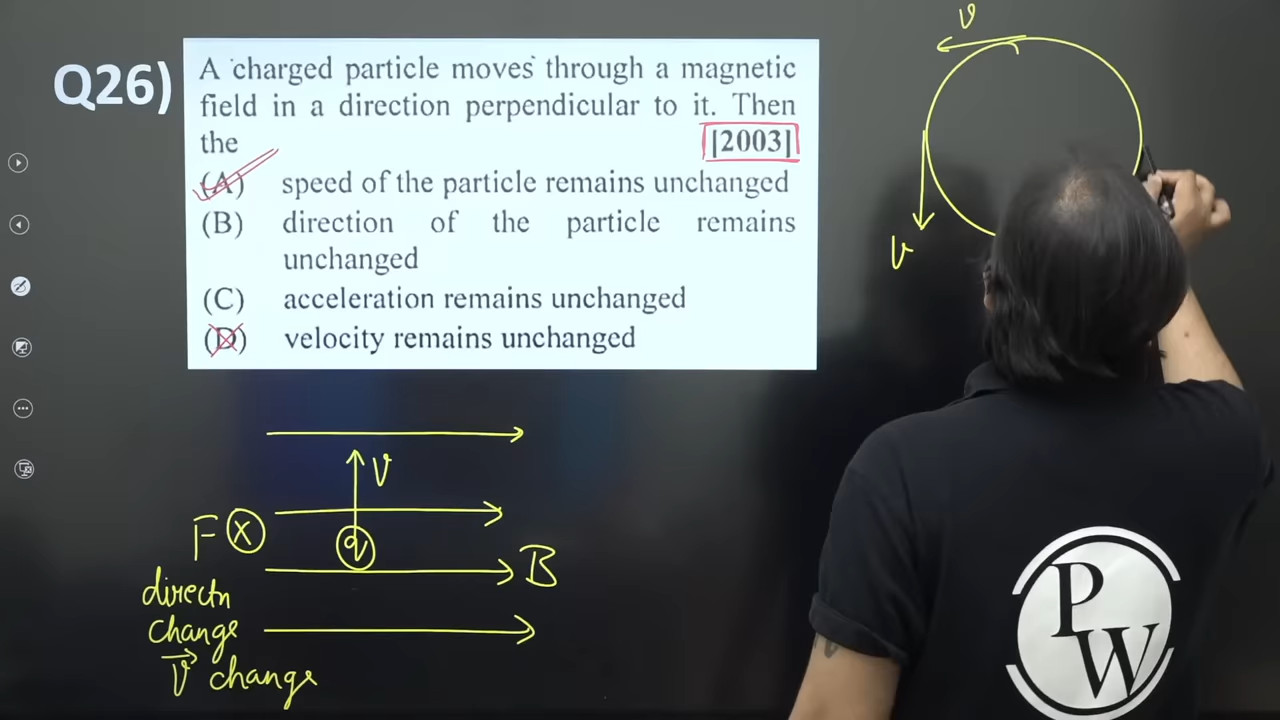 Q26)
A charged particle moves through a magnetic
field in a direction perpendicular to it. Then
the [2003]
(A) speed of the particle remains unchanged
(B) direction of the particle remains
unchanged
(C) acceleration remains unchanged
(D) velocity remains unchanged
v
v
V
F
q
B
directn
change
v change
PW